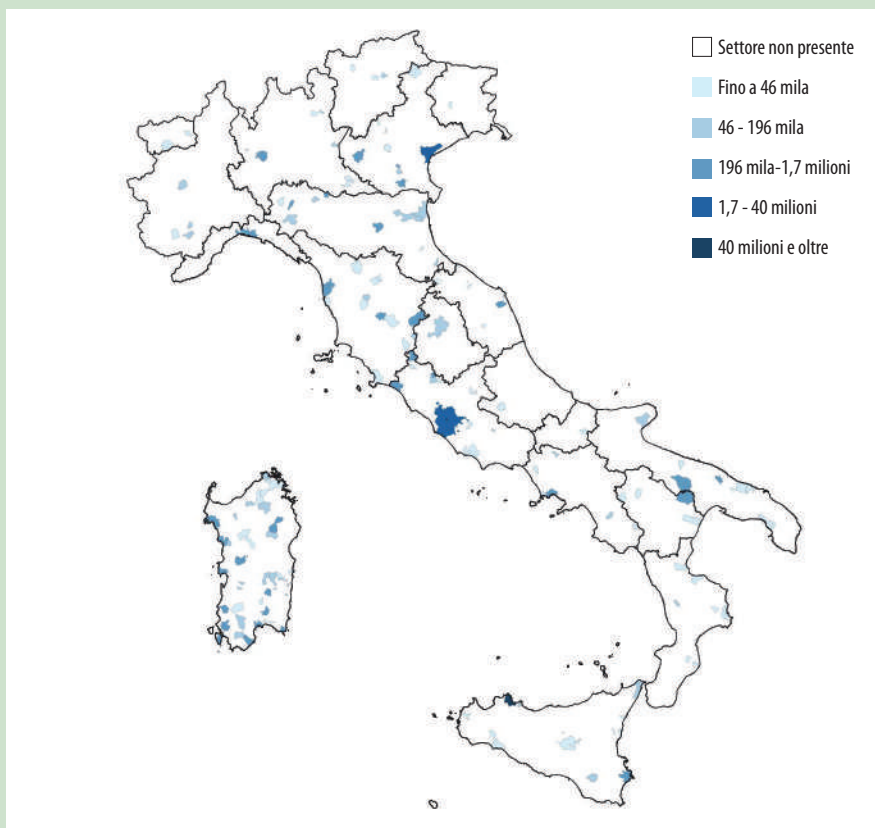 Settore non presente
Fino a 46 mila
46 - 196 mila
196 mila-1,7 milioni
1,7 - 40 milioni
40 milioni e oltre